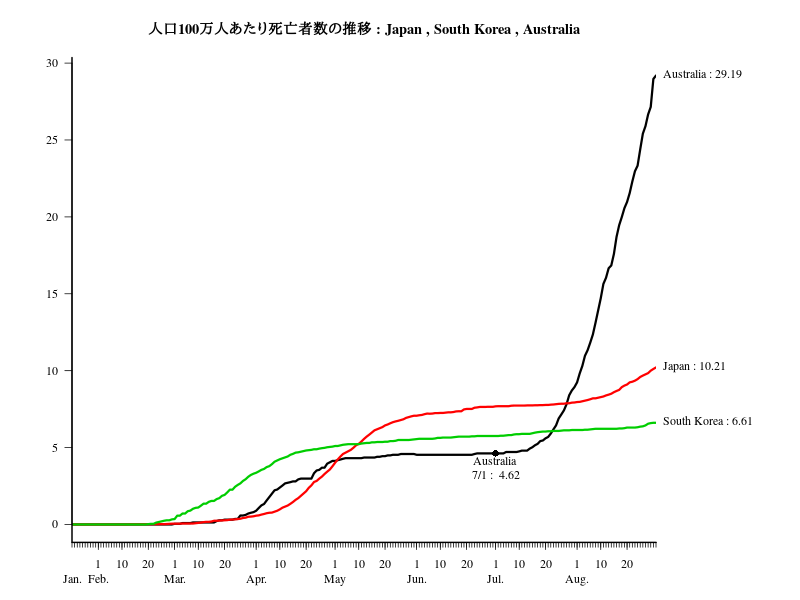 人口100万人あたり死亡者数の推移 : Japan , South Korea , Australia
30
Australia : 29.19
25
20
15
10
Japan : 10.21
South Korea : 6.61
5
Australia
7/1 : 4.62
0
1 10 20 1 10 20 1 10 20 1 10 20 1 10 20 1 10 20 1 10 20
Jan. Feb. Mar. Apr. May Jun. Jul. Aug.